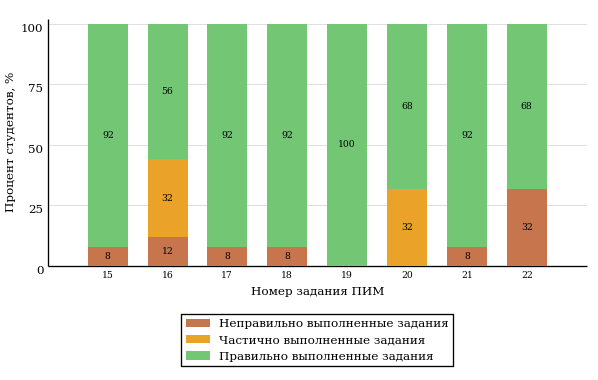 Процент студентов, %
100
75
50
25
0
92 56 92 92 100 68 92 68
32 32
8 12 8 8 8 32
15 16 17 18 19 20 21 22
Номер задания ПИМ
Неправильно выполненные задания
Частично выполненные задания
Правильно выполненные задания